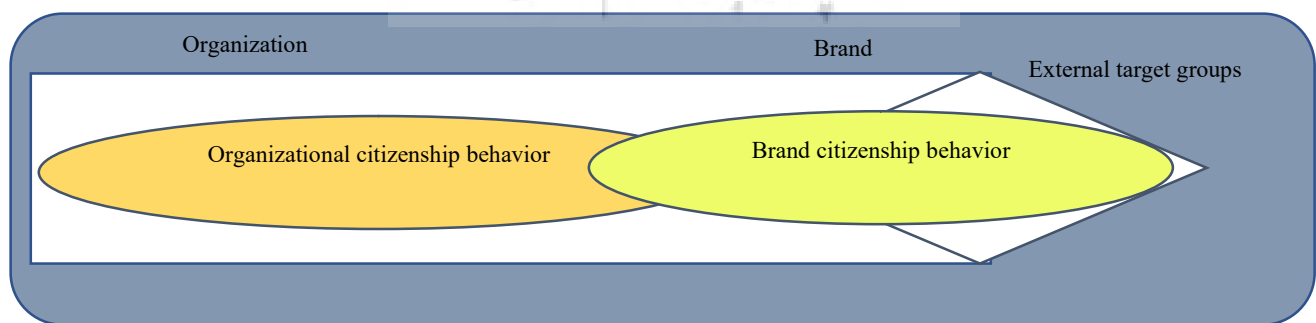 Organization
Brand
External target groups
Organizational citizenship behavior
Brand citizenship behavior